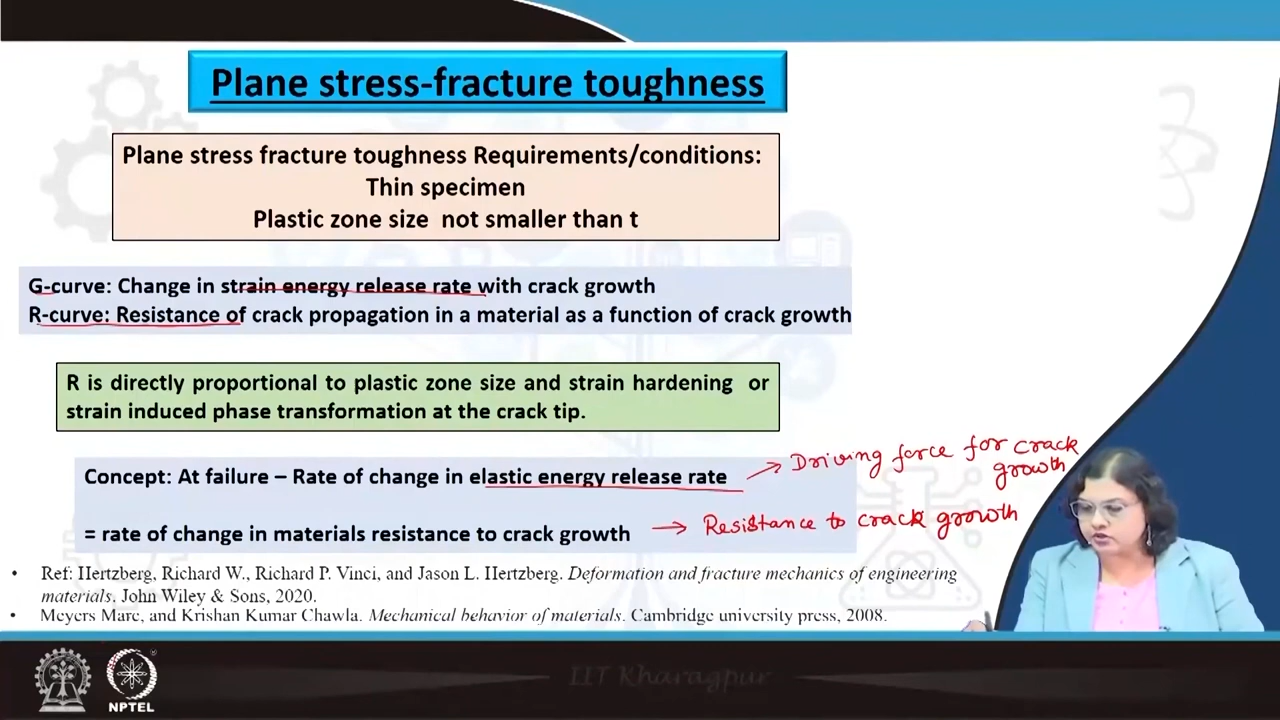 Plane stress-fracture toughness
Plane stress fracture toughness Requirements/conditions:
Thin specimen
Plastic zone size not smaller than t
G-curve: Change in strain energy release rate with crack growth
R-curve: Resistance of crack propagation in a material as a function of crack growth
R is directly proportional to plastic zone size and strain hardening or
strain induced phase transformation at the crack tip.
Concept: At failure – Rate of change in elastic energy release rate
→ Driving force for crack
growth
= rate of change in materials resistance to crack growth
→ Resistance to crack growth
• Ref: Hertzberg, Richard W., Richard P. Vinci, and Jason L. Hertzberg. Deformation and fracture mechanics of engineering
materials. John Wiley & Sons, 2020.
• Meyers Marc, and Krishan Kumar Chawla. Mechanical behavior of materials. Cambridge university press, 2008.
IIT Kharagpur
NPTEL